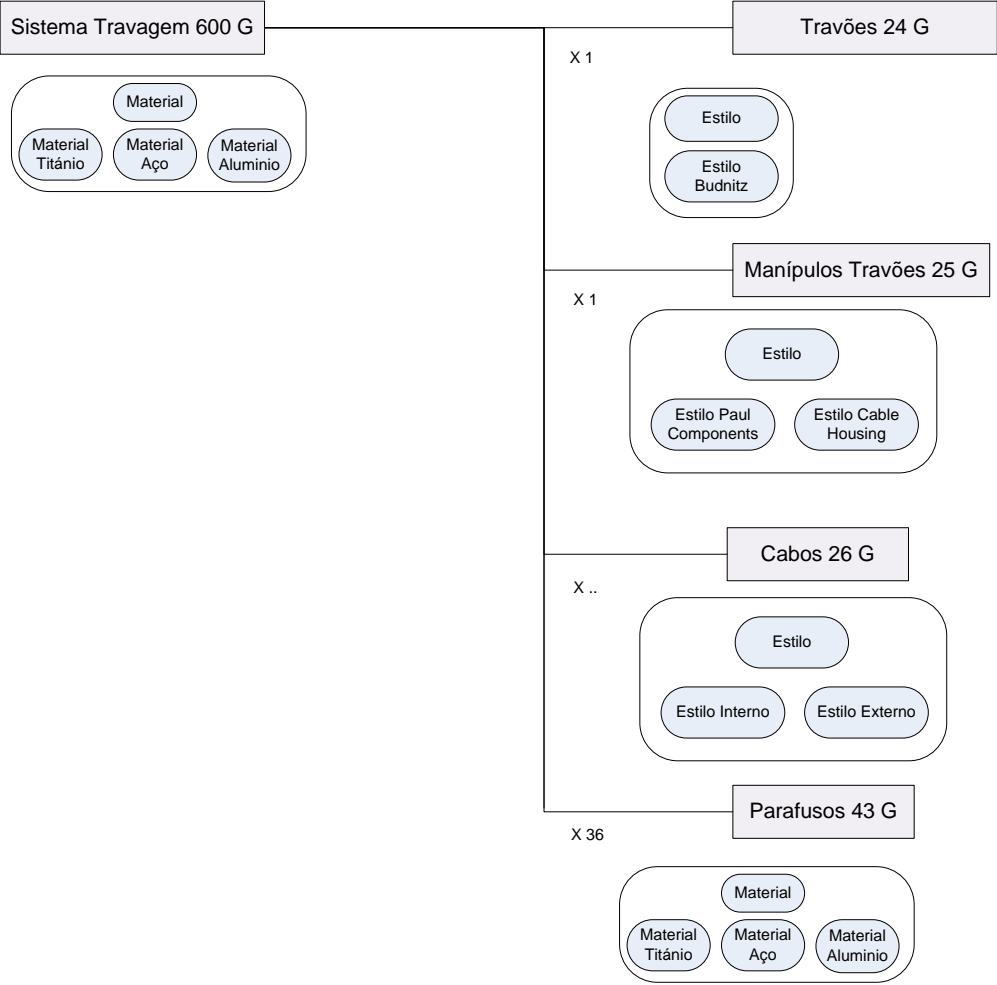 Sistema Travagem 600 G
Material
Material
Titánio
Material
Aço
Material
Aluminio
Travões 24 G
X 1
Estilo
Estilo
Budnitz
Manípulos Travões 25 G
X 1
Estilo
Estilo Paul
Components
Estilo Cable
Housing
Cabos 26 G
X ..
Estilo
Estilo Interno
Estilo Externo
Parafusos 43 G
X 36
Material
Material
Titánio
Material
Aço
Material
Aluminio